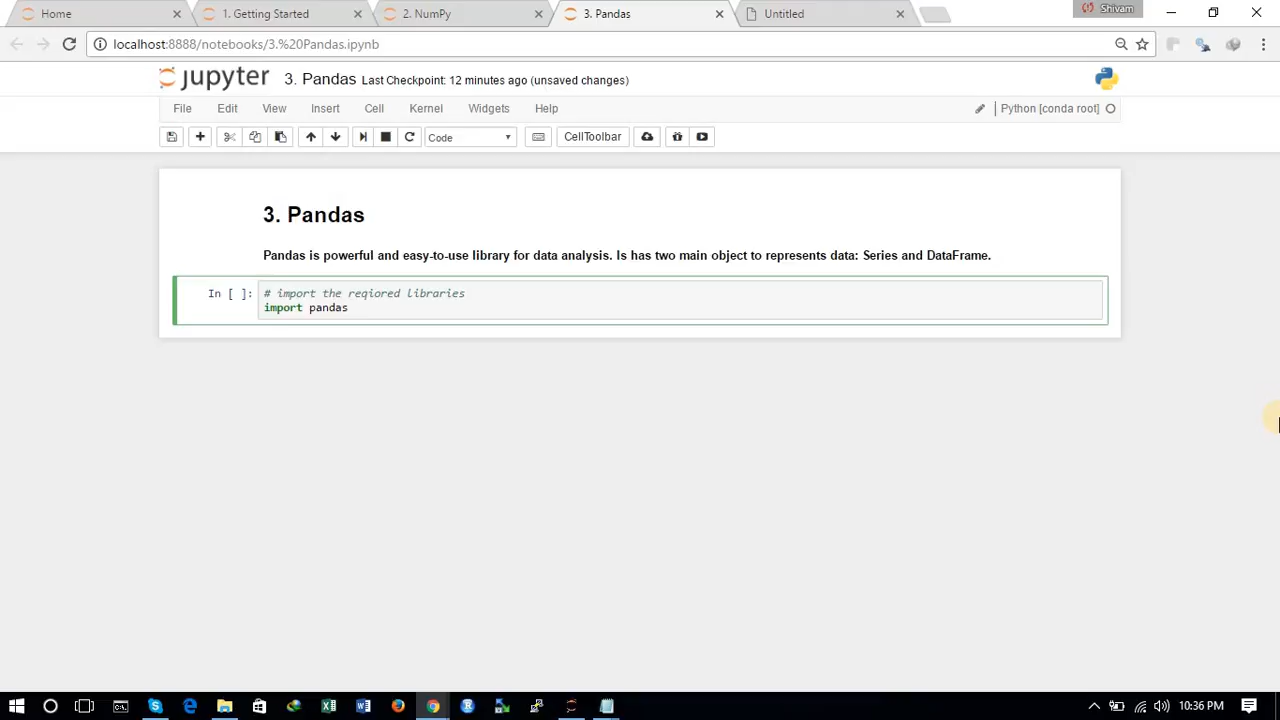 Home
1. Getting Started
2. NumPy
3. Pandas
Untitled
Shivam
localhost:8888/notebooks/3.%20Pandas.ipynb
jupyter 3. Pandas Last Checkpoint: 12 minutes ago (unsaved changes)
File Edit View Insert Cell Kernel Widgets Help Python [conda root]
Code CellToolbar
3. Pandas
Pandas is powerful and easy-to-use library for data analysis. Is has two main object to represents data: Series and DataFrame.
In [ ]: # import the reqiored libraries
import pandas
10:36 PM